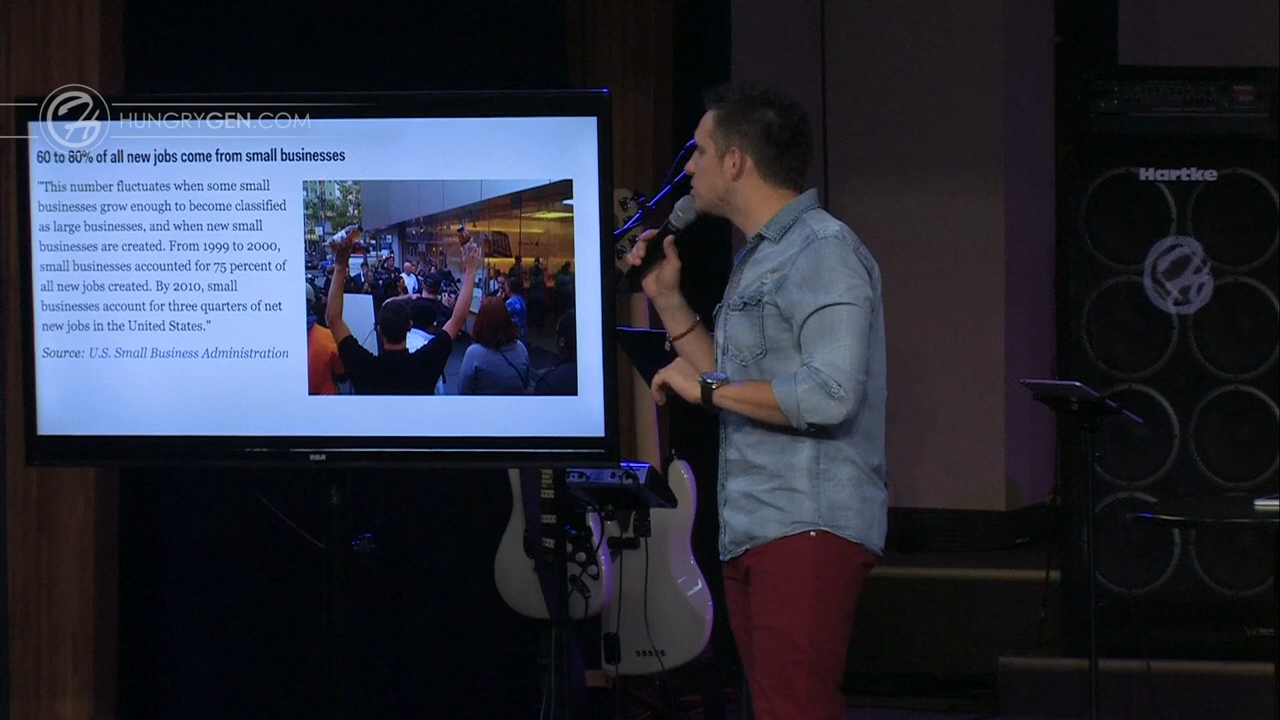 HUNGRYGEN.COM
60 to 80% of all new jobs come from small businesses
"This number fluctuates when some small
businesses grow enough to become classified
as large businesses, and when new small
businesses are created. From 1999 to 2000,
small businesses accounted for 75 percent of
all new jobs created. By 2010, small
businesses account for three quarters of net
new jobs in the United States."
Source: U.S. Small Business Administration
RCA
Hartke